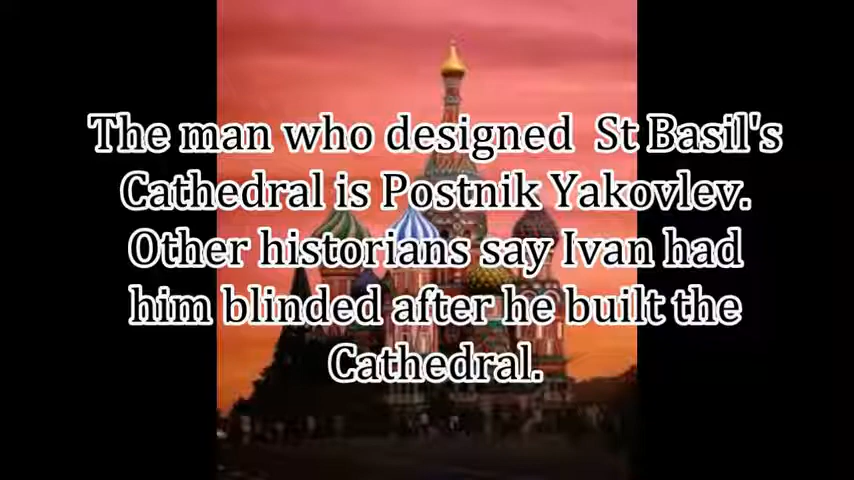 The man who designed  St Basil's
Cathedral is Postnik Yakovlev.
Other historians say Ivan had
him blinded after he built the
Cathedral.